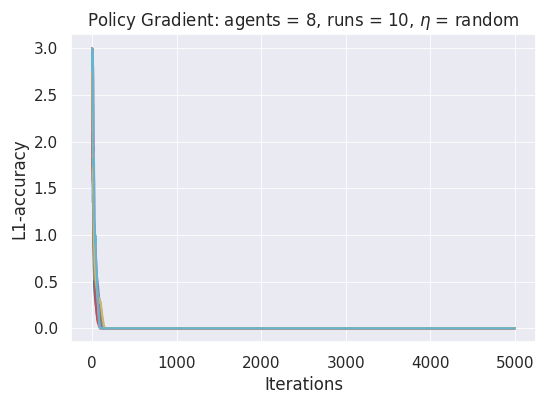 Policy Gradient: agents = 8, runs = 10, η = random
L1-accuracy
3.0
2.5
2.0
1.5
1.0
0.5
0.0
0 1000 2000 3000 4000 5000
Iterations